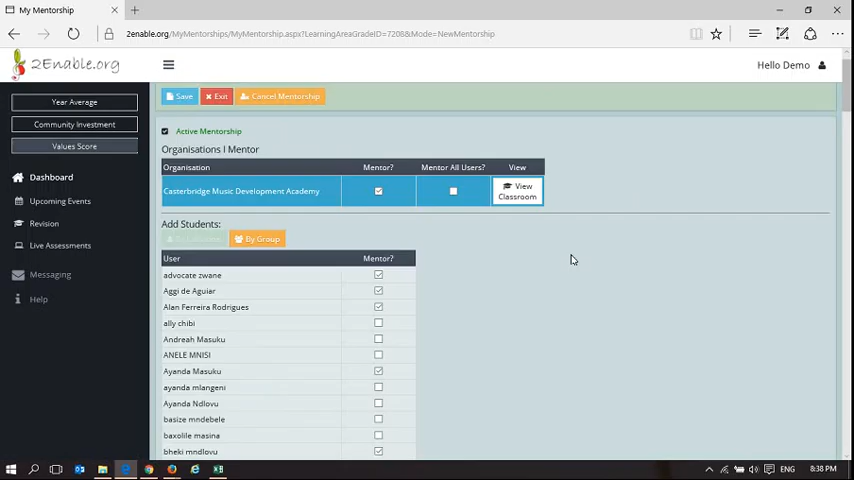 My Mentorship
2enable.org/MyMentorships/MyMentorship.aspx?LearningAreaGradeID=7208&Mode=NewMentorship
2Enable.org
Hello Demo
Year Average
Community Investment
Values Score
Dashboard
Upcoming Events
Revision
Live Assessments
Messaging
Help
Save
Exit
Cancel Mentorship
Active Mentorship
Organisations I Mentor
Organisation Mentor? Mentor All Users? View
Casterbridge Music Development Academy
View
Classroom
Add Students:
By Group
User Mentor?
advocate zwane
Aggi de Aguiar
Alan Ferreira Rodrigues
ally chibi
Andreah Masuku
ANELE MNISI
Ayanda Masuku
ayanda mlangeni
Ayanda Ndlovu
basize mndebele
baxolile masina
bheki mndlovu
ENG
8:38 PM